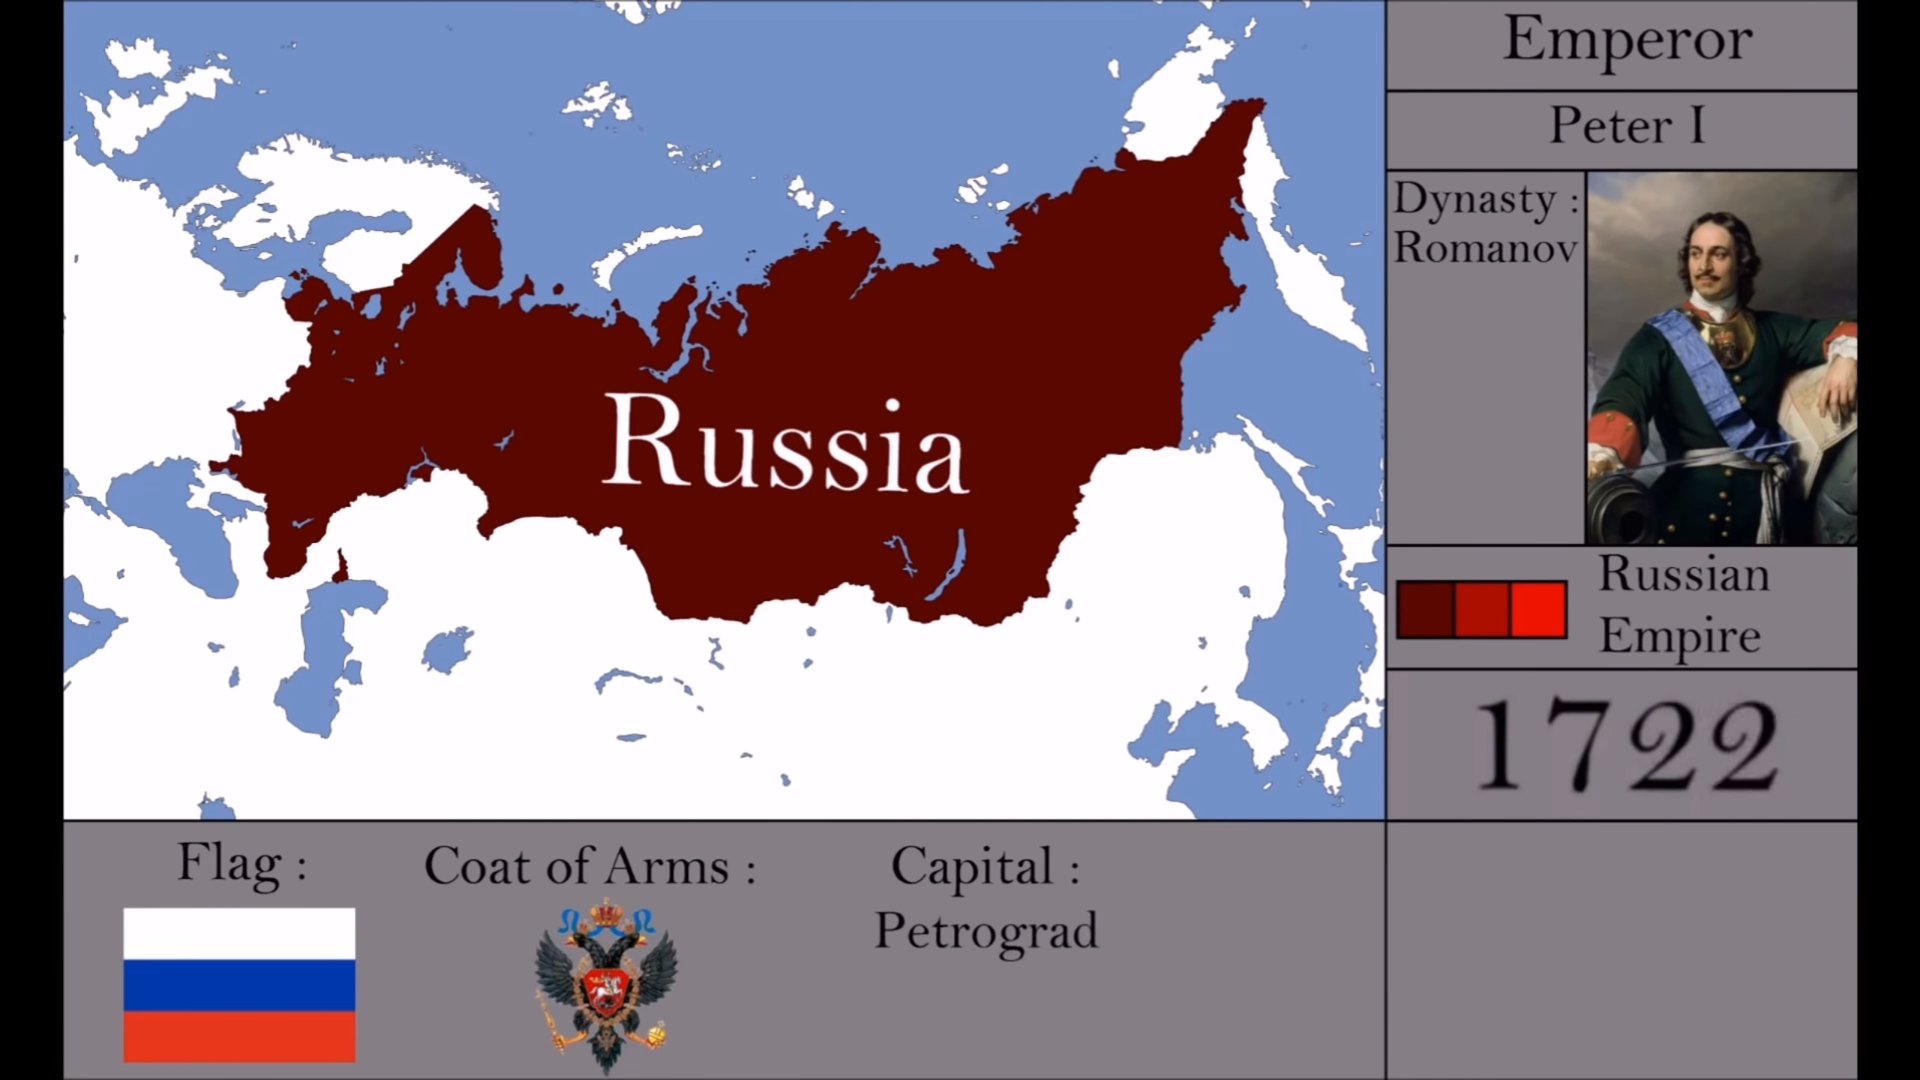 Emperor
Peter I
Dynasty :
Romanov
Russia
Russian
Empire
1722
Flag :
Coat of Arms :
Capital :
Petrograd